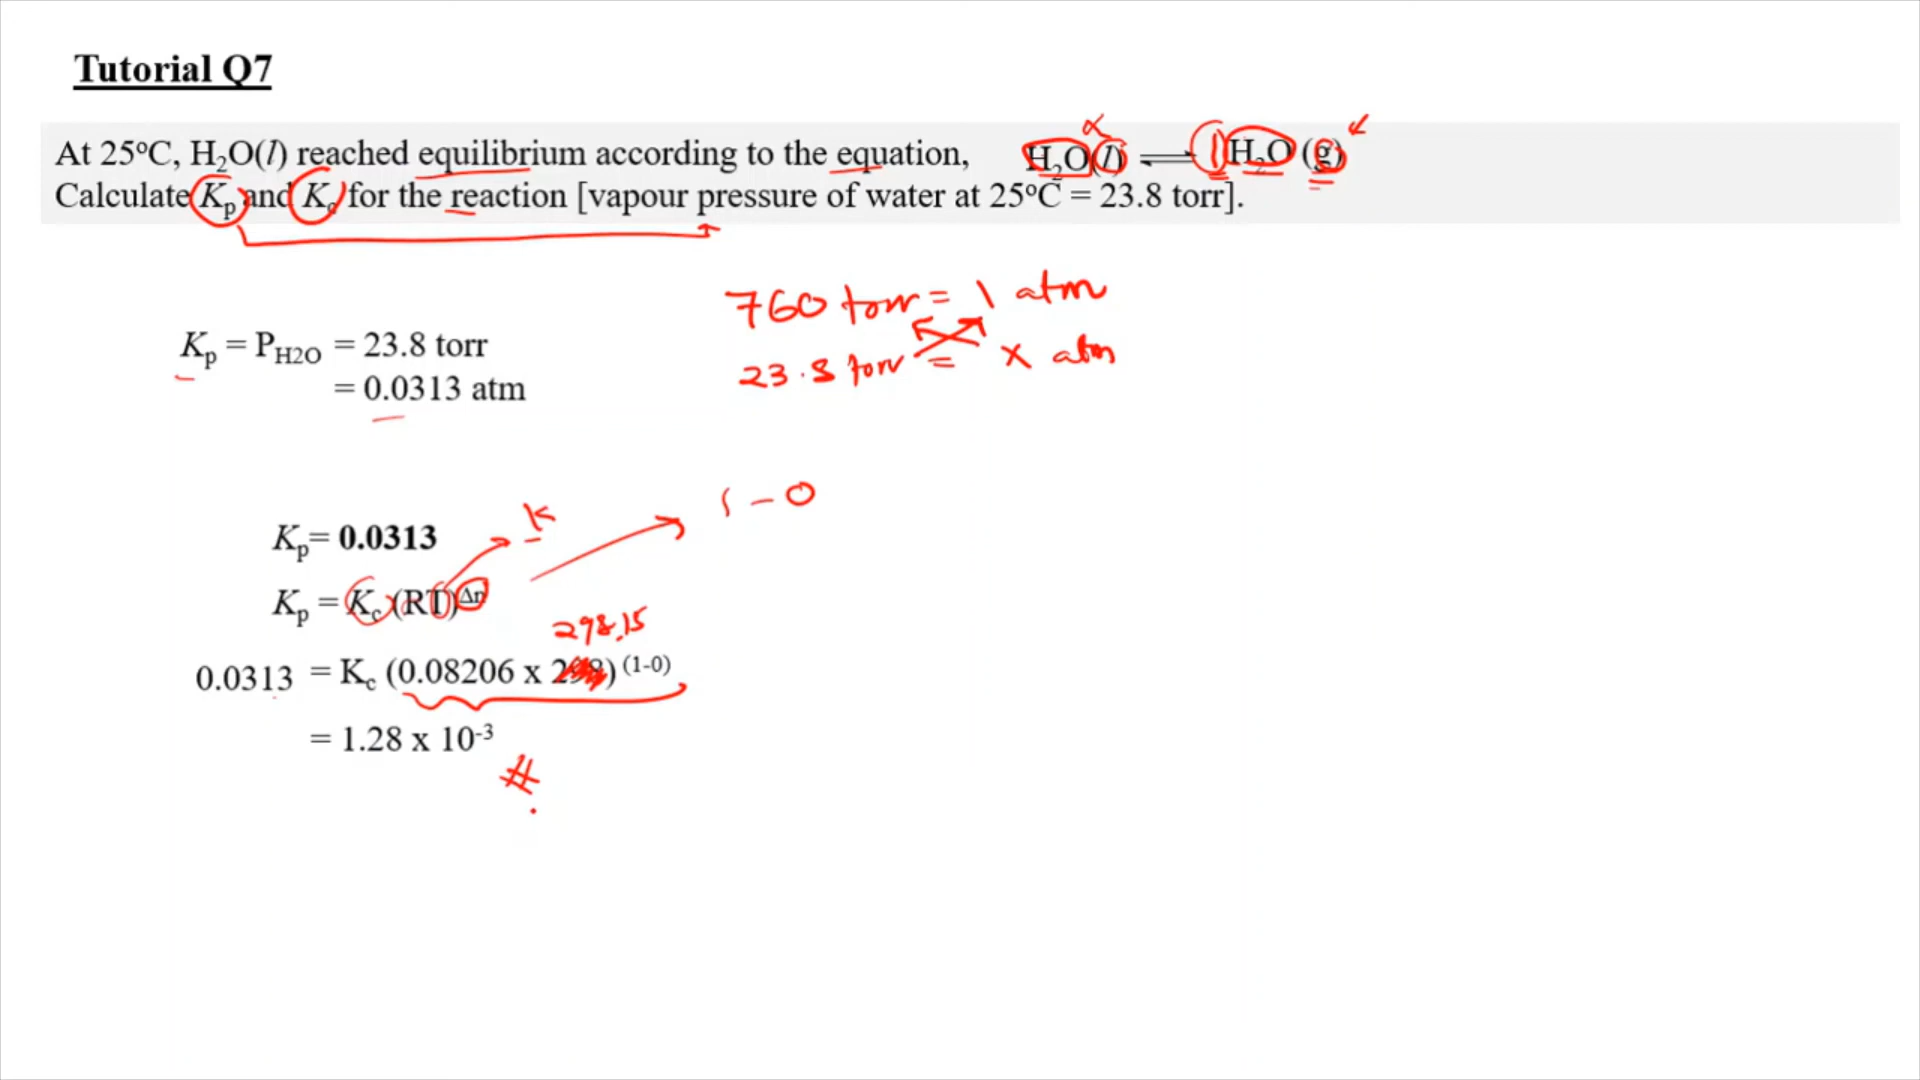 Tutorial Q7
At 25°C, H₂O(l) reached equilibrium according to the equation, H₂O(l) ⇌ 1 H₂O (g)
Calculate Kp and Kc for the reaction [vapour pressure of water at 25°C = 23.8 torr].
760 torr = 1 atm
23.8 torr = x atm
Kp = P_H2O = 23.8 torr
= 0.0313 atm
1 - 0
K
Kp = 0.0313
Kp = Kc (RT)^Δn
298.15
0.0313 = Kc (0.08206 x 298) ^(1-0)
= 1.28 x 10⁻³
#